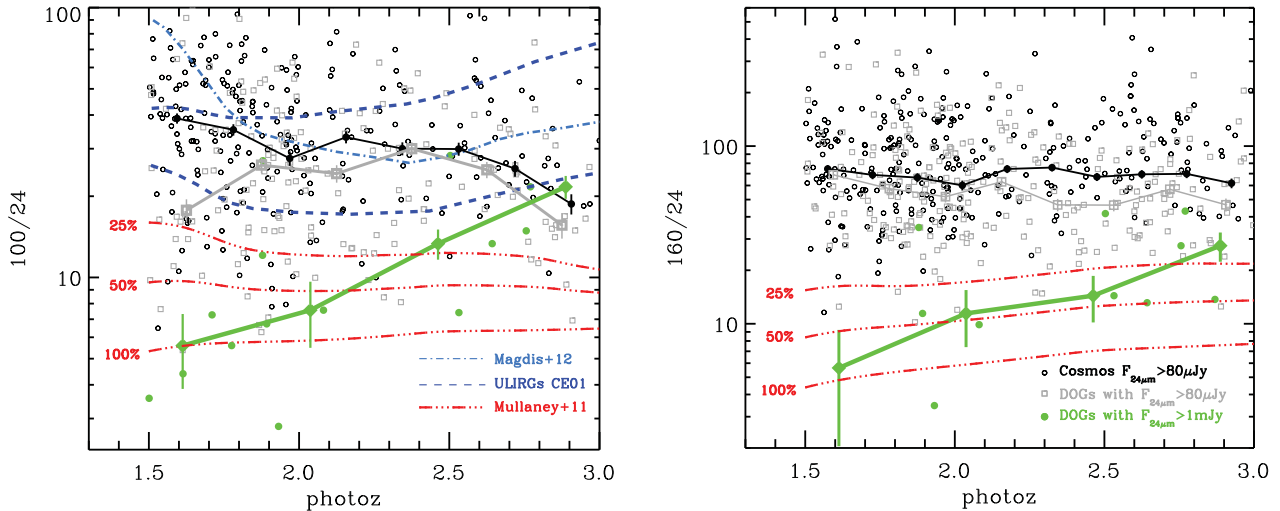 100
10
100/24
25%
50%
100%
Magdis+12
ULIRGs CE01
Mullaney+11
1.5 2.0 2.5 3.0
photoz
100
10
160/24
25%
50%
100%
Cosmos F24μm>80μJy
DOGs with F24μm>80μJy
DOGs with F24μm>1mJy
1.5 2.0 2.5 3.0
photoz